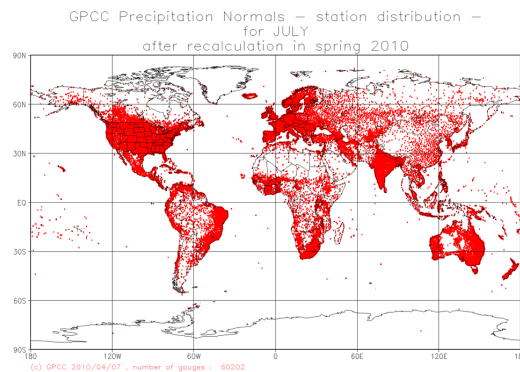 GPCC Precipitation Normals – station distribution –
for JULY
after recalculation in spring 2010
90N
60N
30N
EQ
30S
60S
90S
180 120W 60W 0 60E 120E 180
(c) GPCC 2010/04/07 , number of gauges : 60202